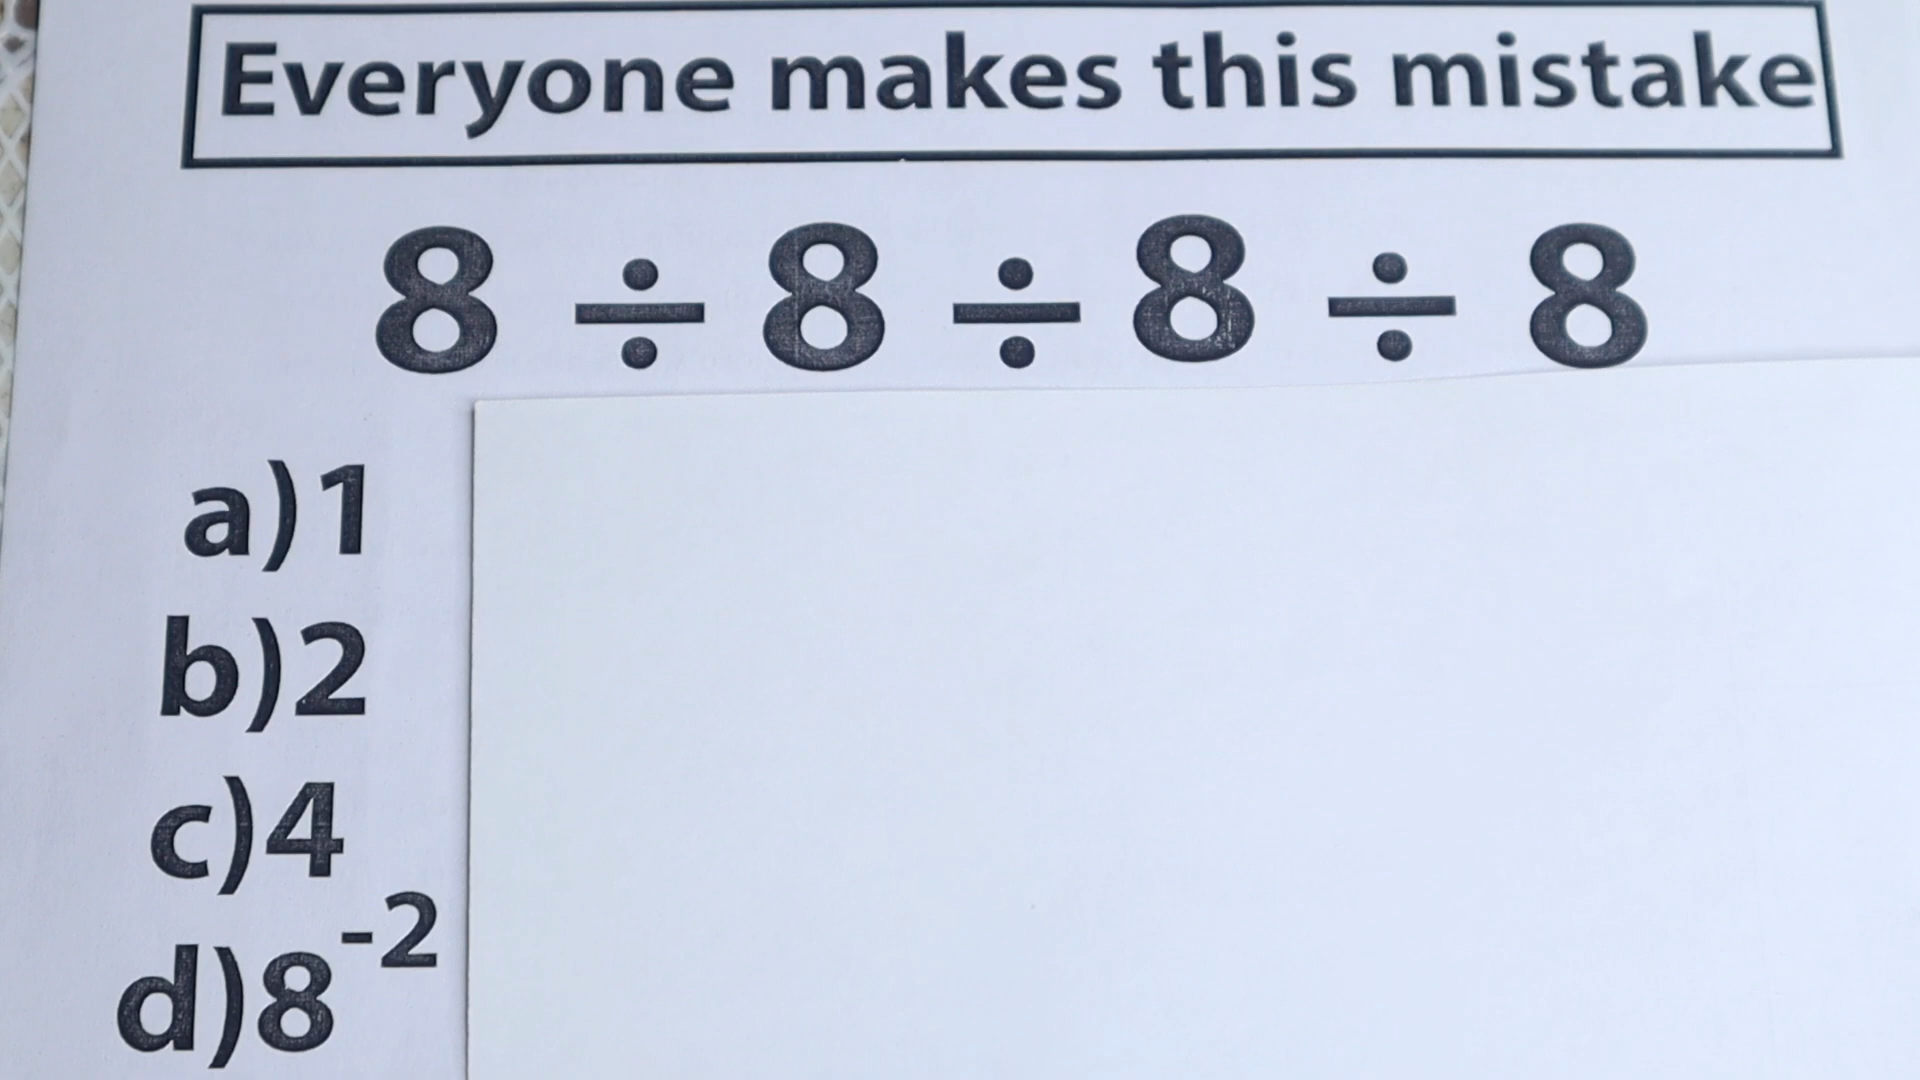 Everyone makes this mistake
8 ÷ 8 ÷ 8 ÷ 8
a)1
b)2
c)4
d)8⁻²